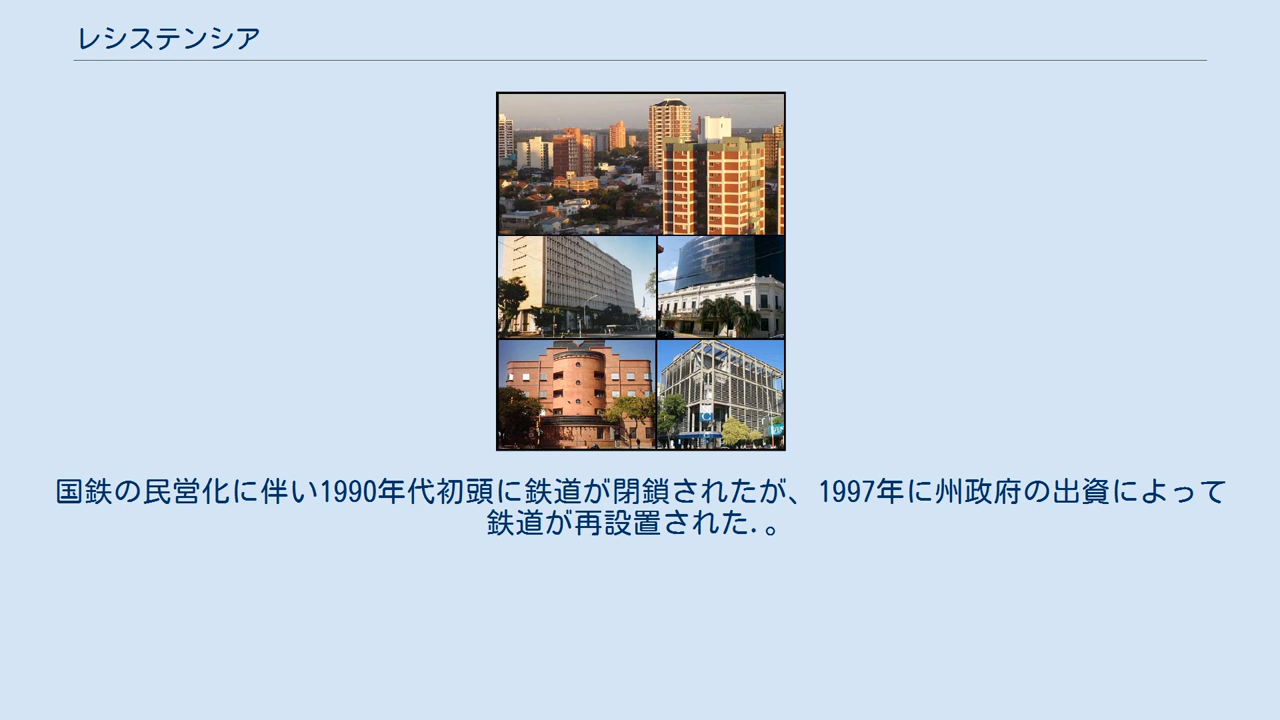 レシステンシア
国鉄の民営化に伴い1990年代初頭に鉄道が閉鎖されたが、1997年に州政府の出資によって
鉄道が再設置された.。